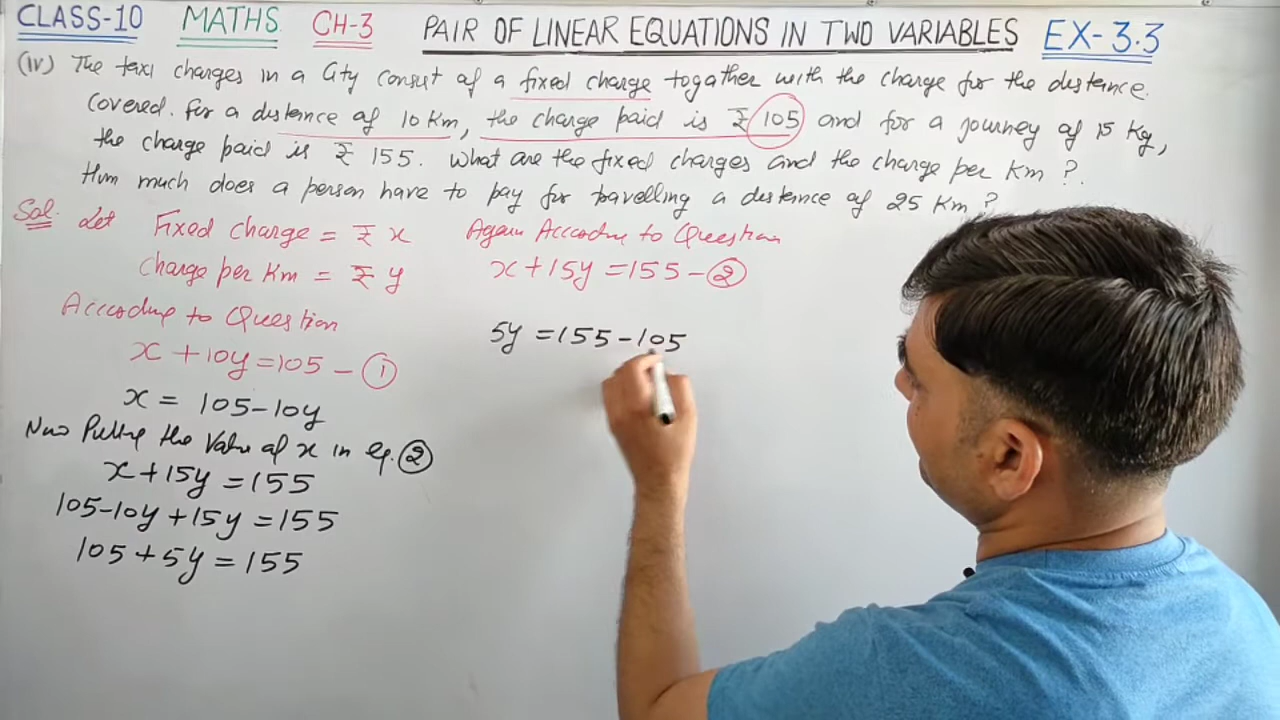 CLASS-10 MATHS CH-3 PAIR OF LINEAR EQUATIONS IN TWO VARIABLES EX-3.3
(iv) The taxi charges in a City consist of a fixed charge togather with the charge for the distance
Covered. For a distance of 10 Km, the charge paid is ₹ 105 and for a journey of 15 Kg,
the charge paid is ₹ 155. What are the fixed charges and the charge per Km ?.
How much does a person have to pay for travelling a distance of 25 Km ?
Sol. Let Fixed charge = ₹ x
Charge per Km = ₹ y
According to Question
x + 10y = 105 - ①
x = 105-10y
Now Putting the Value of x in eq. ②
x+15y = 155
105-10y +15y = 155
105 + 5y = 155
Again According to Question
x+15y = 155 - ②
5y = 155-105